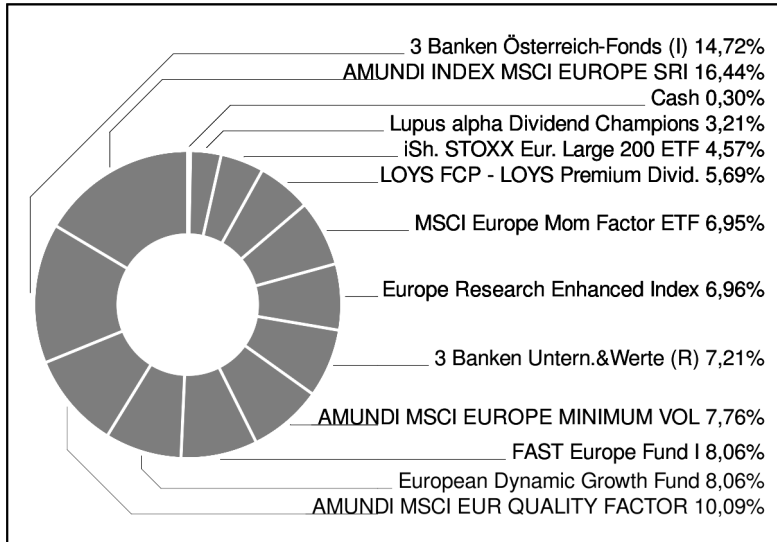 3 Banken Österreich-Fonds (I) 14,72%
AMUNDI INDEX MSCI EUROPE SRI 16,44%
Cash 0,30%
Lupus alpha Dividend Champions 3,21%
iSh. STOXX Eur. Large 200 ETF 4,57%
LOYS FCP - LOYS Premium Divid. 5,69%
MSCI Europe Mom Factor ETF 6,95%
Europe Research Enhanced Index 6,96%
3 Banken Untern.&Werte (R) 7,21%
AMUNDI MSCI EUROPE MINIMUM VOL 7,76%
FAST Europe Fund I 8,06%
European Dynamic Growth Fund 8,06%
AMUNDI MSCI EUR QUALITY FACTOR 10,09%